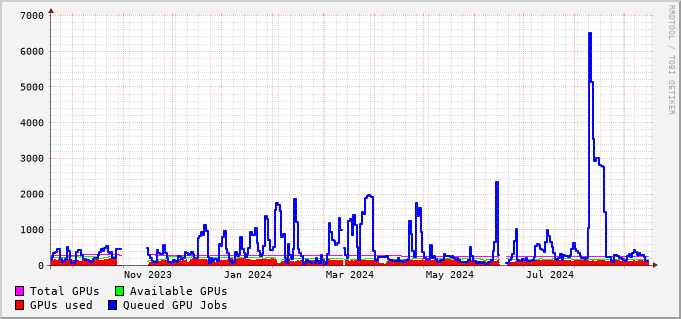 7000
6000
5000
4000
3000
2000
1000
0
Nov 2023 Jan 2024 Mar 2024 May 2024 Jul 2024
Total GPUs Available GPUs
GPUs used Queued GPU Jobs
RRDTOOL / TOBI OETIKER